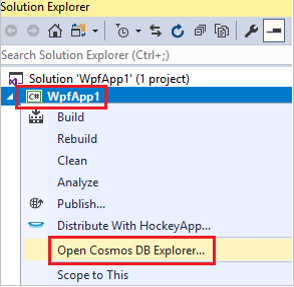 Solution Explorer
Search Solution Explorer (Ctrl+;)
Solution 'WpfApp1' (1 project)
C# WpfApp1
Build
Rebuild
Clean
Analyze
Publish...
Distribute With HockeyApp...
Open Cosmos DB Explorer...
Scope to This